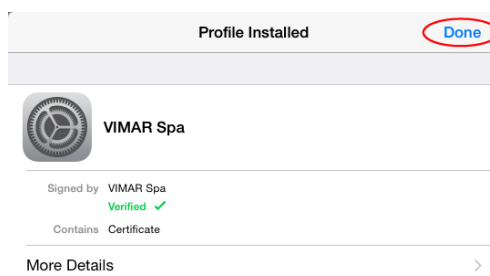 Profile Installed Done
VIMAR Spa
Signed by VIMAR Spa
Verified ✓
Contains Certificate
More Details